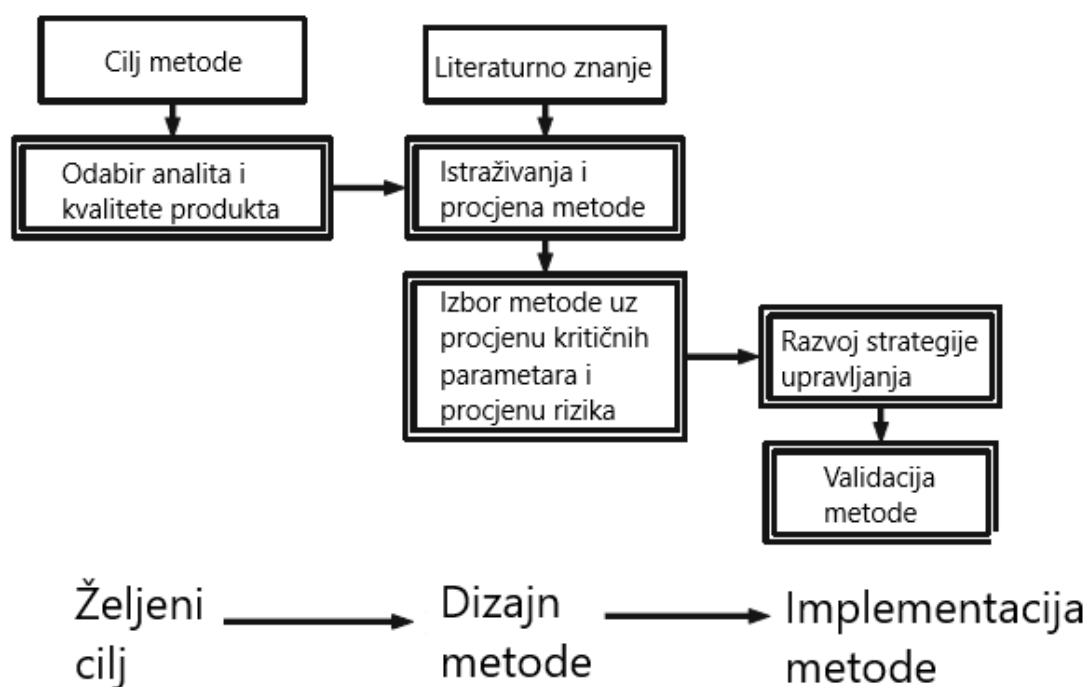 Cilj metode
Literaturno znanje
Odabir analita i
kvalitete produkta
Istraživanja i
procjena metode
Izbor metode uz
procjenu kritičnih
parametara i
procjenu rizika
Razvoj strategije
upravljanja
Validacija
metode
Željeni
cilj
Dizajn
metode
Implementacija
metode